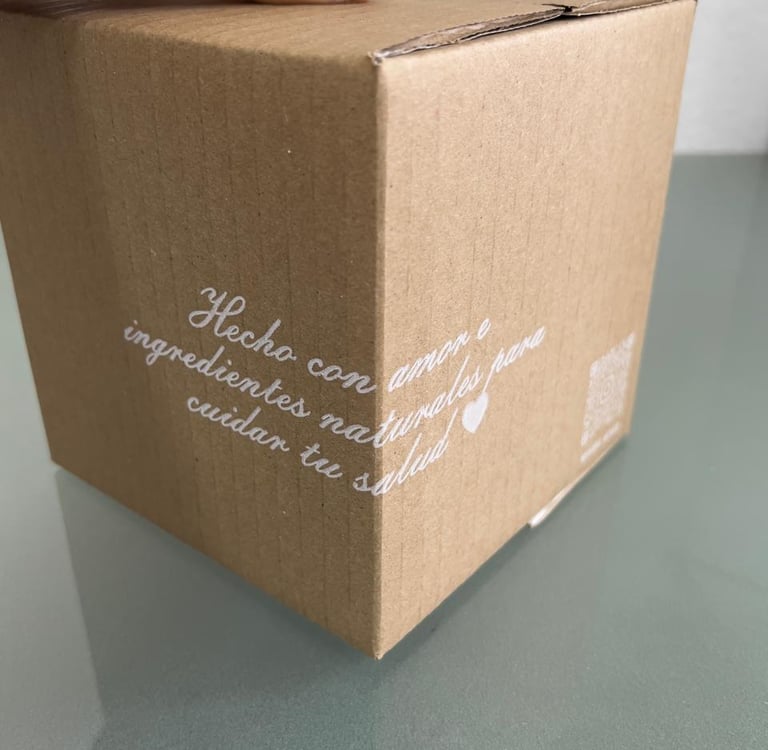 Hecho con amor e
ingredientes naturales para
cuidar tu salud